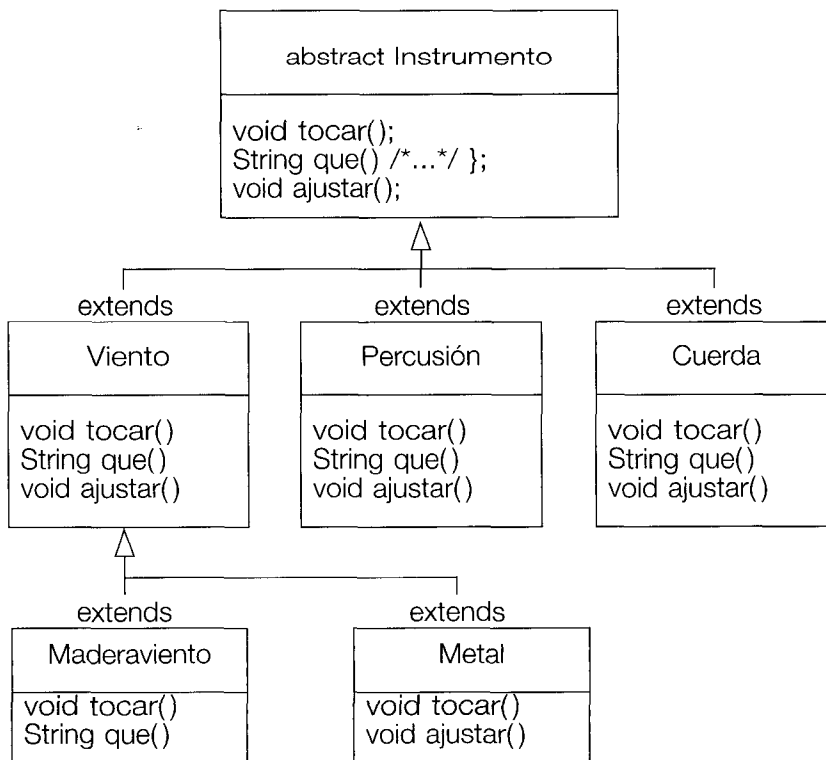 abstract Instrumento
void tocar();
String que() /*...*/ };
void ajustar();
extends
extends
extends
Viento
void tocar()
String que()
void ajustar()
Percusión
void tocar()
String que()
void ajustar()
Cuerda
void tocar()
String que()
void ajustar()
extends
extends
Maderaviento
void tocar()
String que()
Metal
void tocar()
void ajustar()